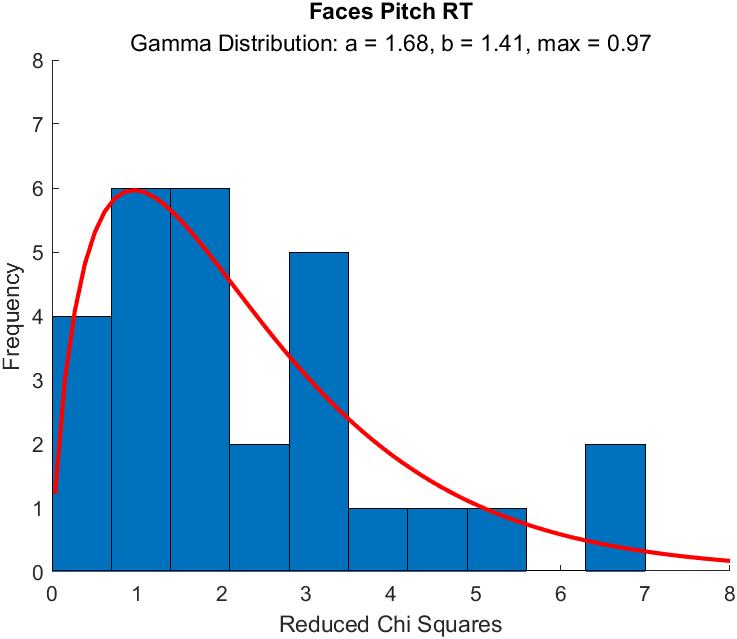 Faces Pitch RT
Gamma Distribution: a = 1.68, b = 1.41, max = 0.97
8
7
6
5
4
3
2
1
0
Frequency
0 1 2 3 4 5 6 7 8
Reduced Chi Squares